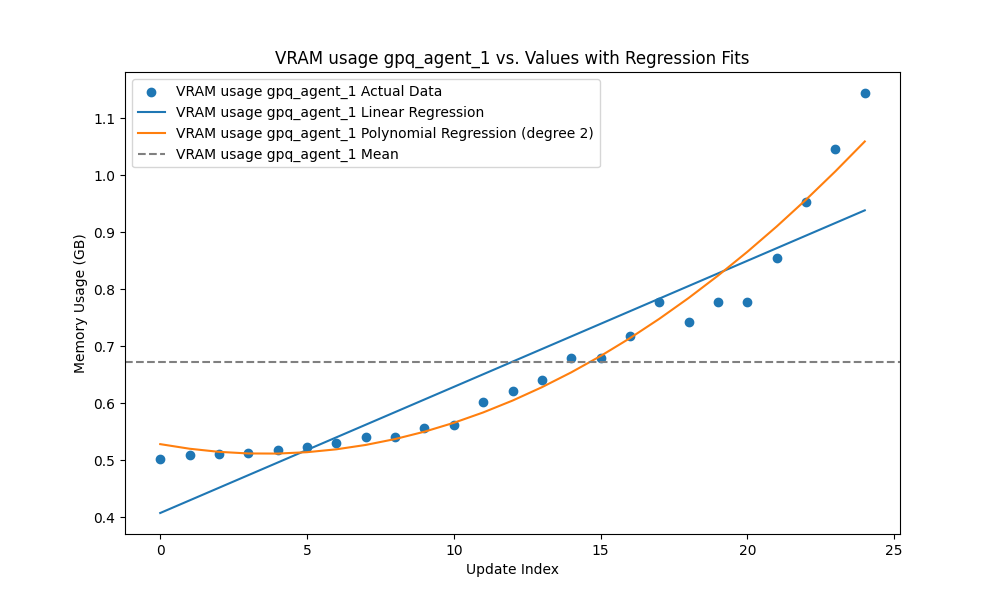 VRAM usage gpq_agent_1 vs. Values with Regression Fits
VRAM usage gpq_agent_1 Actual Data
VRAM usage gpq_agent_1 Linear Regression
VRAM usage gpq_agent_1 Polynomial Regression (degree 2)
VRAM usage gpq_agent_1 Mean
Memory Usage (GB)
1.1
1.0
0.9
0.8
0.7
0.6
0.5
0.4
0 5 10 15 20 25
Update Index